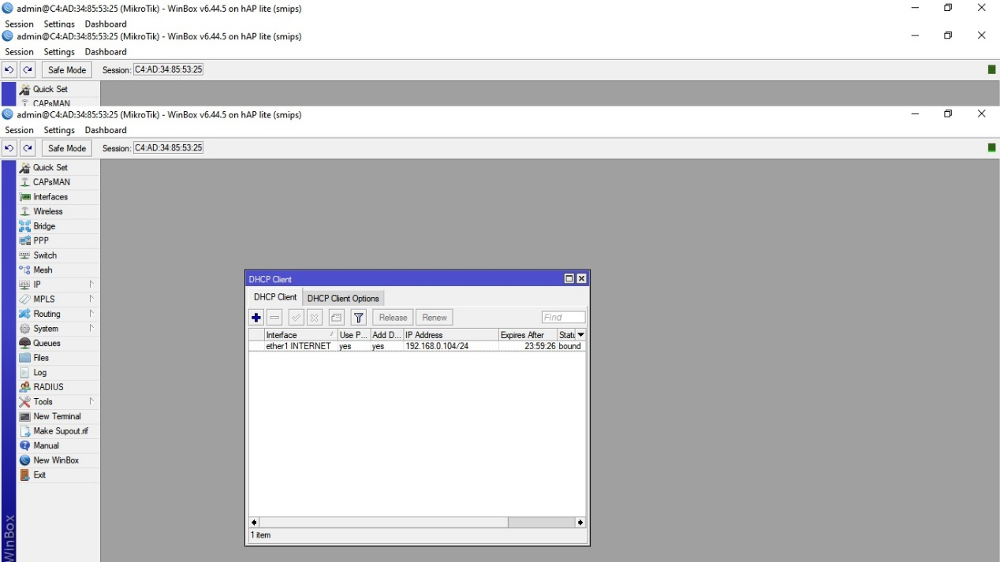 admin@C4:AD:34:85:53:25 (MikroTik) - WinBox v6.44.5 on hAP lite (smips)
Session Settings Dashboard
admin@C4:AD:34:85:53:25 (MikroTik) - WinBox v6.44.5 on hAP lite (smips)
Session Settings Dashboard
Safe Mode Session: C4:AD:34:85:53:25
Quick Set
CAPsMAN
admin@C4:AD:34:85:53:25 (MikroTik) - WinBox v6.44.5 on hAP lite (smips)
Session Settings Dashboard
Safe Mode Session: C4:AD:34:85:53:25
Quick Set
CAPsMAN
Interfaces
Wireless
Bridge
PPP
Switch
Mesh
IP
MPLS
Routing
System
Queues
Files
Log
RADIUS
Tools
New Terminal
Make Supout.rif
Manual
New WinBox
Exit
WinBox
DHCP Client
DHCP Client DHCP Client Options
Release Renew Find
Interface Use P... Add D... IP Address Expires After Statu
ether1 INTERNET yes yes 192.168.0.104/24 23:59:26 bound
1 item